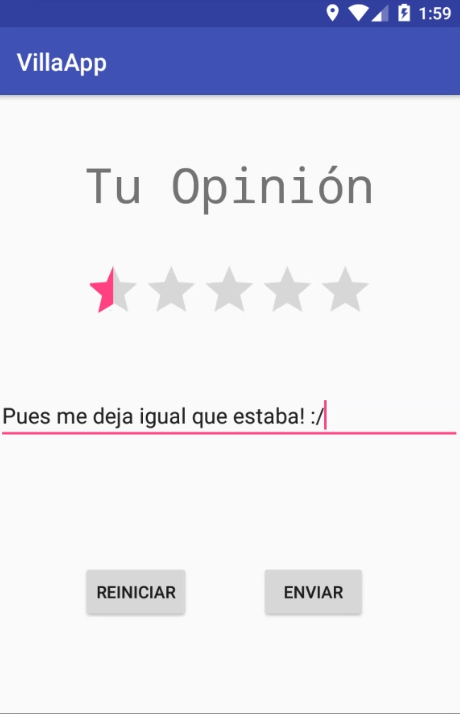 1:59
VillaApp
Tu Opinión
Pues me deja igual que estaba! :/
REINICIAR ENVIAR